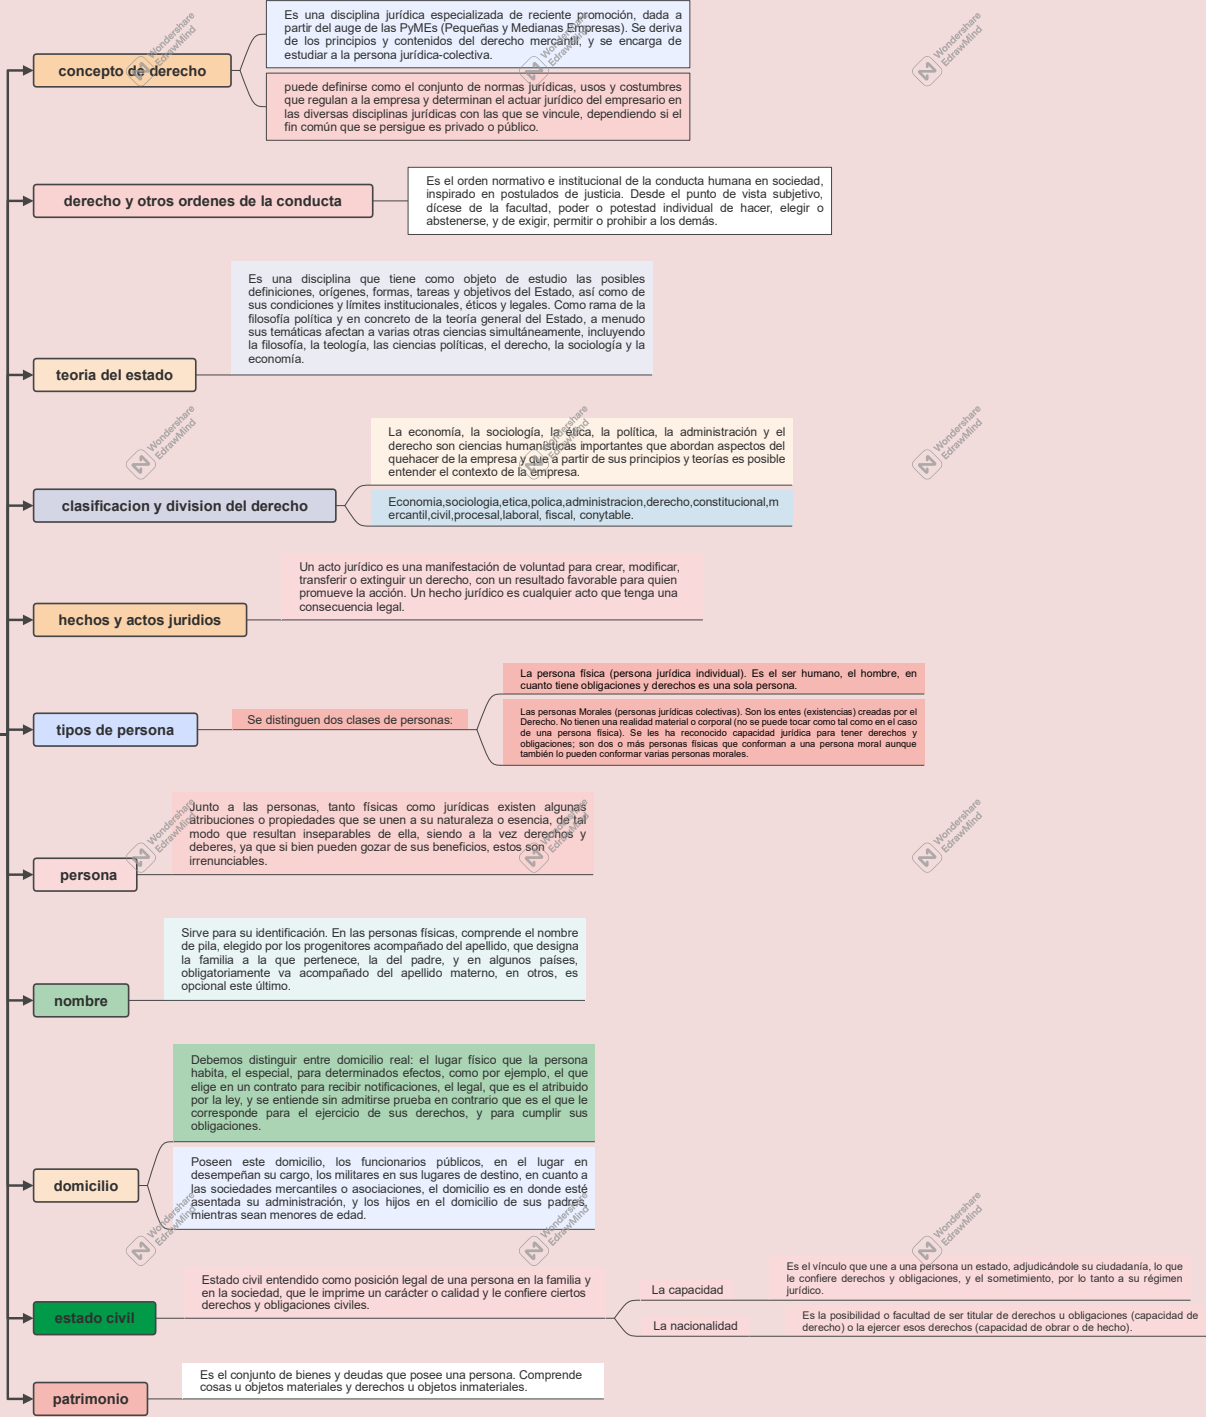 Es una disciplina jurídica especializada de reciente promoción, dada a
partir del auge de las PyMEs (Pequeñas y Medianas Empresas). Se deriva
de los principios y contenidos del derecho mercantil, y se encarga de
estudiar a la persona jurídica-colectiva.
concepto de derecho
puede definirse como el conjunto de normas jurídicas, usos y costumbres
que regulan a la empresa y determinan el actuar jurídico del empresario en
las diversas disciplinas jurídicas con las que se vincule, dependiendo si el
fin común que se persigue es privado o público.
derecho y otros ordenes de la conducta
Es el orden normativo e institucional de la conducta humana en sociedad,
inspirado en postulados de justicia. Desde el punto de vista subjetivo,
dícese de la facultad, poder o potestad individual de hacer, elegir o
abstenerse, y de exigir, permitir o prohibir a los demás.
Es una disciplina que tiene como objeto de estudio las posibles
definiciones, orígenes, formas, tareas y objetivos del Estado, así como de
sus condiciones y límites institucionales, éticos y legales. Como rama de la
filosofía política y en concreto de la teoría general del Estado, a menudo
sus temáticas afectan a varias otras ciencias simultáneamente, incluyendo
la filosofía, la teología, las ciencias políticas, el derecho, la sociología y la
economía.
teoria del estado
La economía, la sociología, la ética, la política, la administración y el
derecho son ciencias humanísticas importantes que abordan aspectos del
quehacer de la empresa y que a partir de sus principios y teorías es posible
entender el contexto de la empresa.
clasificacion y division del derecho
Economia,sociologia,etica,polica,administracion,derecho,constitucional,m
ercantil,civil,procesal,laboral, fiscal, conytable.
Un acto jurídico es una manifestación de voluntad para crear, modificar,
transferir o extinguir un derecho, con un resultado favorable para quien
promueve la acción. Un hecho jurídico es cualquier acto que tenga una
consecuencia legal.
hechos y actos juridios
tipos de persona
Se distinguen dos clases de personas:
La persona física (persona jurídica individual). Es el ser humano, el hombre, en
cuanto tiene obligaciones y derechos es una sola persona.
Las personas Morales (personas jurídicas colectivas). Son los entes (existencias) creadas por el
Derecho. No tienen una realidad material o corporal (no se puede tocar como tal como en el caso
de una persona física). Se les ha reconocido capacidad jurídica para tener derechos y
obligaciones; son dos o más personas físicas que conforman a una persona moral aunque
también lo pueden conformar varias personas morales.
Junto a las personas, tanto físicas como jurídicas existen algunas
atribuciones o propiedades que se unen a su naturaleza o esencia, de tal
modo que resultan inseparables de ella, siendo a la vez derechos y
deberes, ya que si bien pueden gozar de sus beneficios, estos son
irrenunciables.
persona
Sirve para su identificación. En las personas físicas, comprende el nombre
de pila, elegido por los progenitores acompañado del apellido, que designa
la familia a la que pertenece, la del padre, y en algunos países,
obligatoriamente va acompañado del apellido materno, en otros, es
opcional este último.
nombre
Debemos distinguir entre domicilio real: el lugar físico que la persona
habita, el especial, para determinados efectos, como por ejemplo, el que
elige en un contrato para recibir notificaciones, el legal, que es el atribuido
por la ley, y se entiende sin admitirse prueba en contrario que es el que le
corresponde para el ejercicio de sus derechos, y para cumplir sus
obligaciones.
domicilio
Poseen este domicilio, los funcionarios públicos, en el lugar en
desempeñan su cargo, los militares en sus lugares de destino, en cuanto a
las sociedades mercantiles o asociaciones, el domicilio es en donde esté
asentada su administración, y los hijos en el domicilio de sus padres,
mientras sean menores de edad.
estado civil
Estado civil entendido como posición legal de una persona en la familia y
en la sociedad, que le imprime un carácter o calidad y le confiere ciertos
derechos y obligaciones civiles.
La capacidad
Es el vínculo que une a una persona un estado, adjudicándole su ciudadanía, lo que
le confiere derechos y obligaciones, y el sometimiento, por lo tanto a su régimen
jurídico.
La nacionalidad
Es la posibilidad o facultad de ser titular de derechos u obligaciones (capacidad de
derecho) o la ejercer esos derechos (capacidad de obrar o de hecho).
patrimonio
Es el conjunto de bienes y deudas que posee una persona. Comprende
cosas u objetos materiales y derechos u objetos inmateriales.
Wondershare
EdrawMind
Wondershare
EdrawMind
Wondershare
EdrawMind
Wondershare
EdrawMind
Wondershare
EdrawMind
Wondershare
EdrawMind
Wondershare
EdrawMind
Wondershare
EdrawMind
Wondershare
EdrawMind
Wondershare
EdrawMind
Wondershare
EdrawMind
Wondershare
EdrawMind